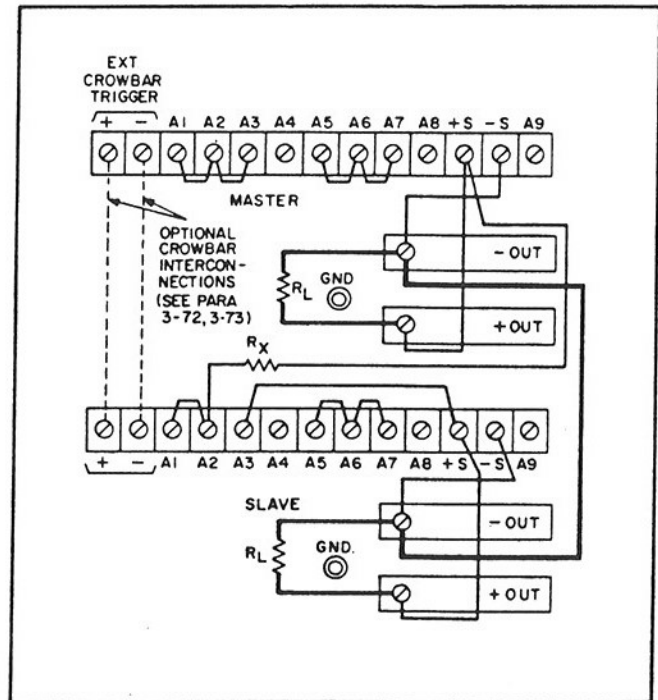 EXT
CROWBAR
TRIGGER
+ − A1 A2 A3 A4 A5 A6 A7 A8 +S −S A9
MASTER
OPTIONAL
CROWBAR
INTERCON-
NECTIONS
(SEE PARA
3-72, 3-73)
RL
GND
− OUT
+ OUT
RX
+ − A1 A2 A3 A4 A5 A6 A7 A8 +S −S A9
SLAVE
RL
GND.
− OUT
+ OUT